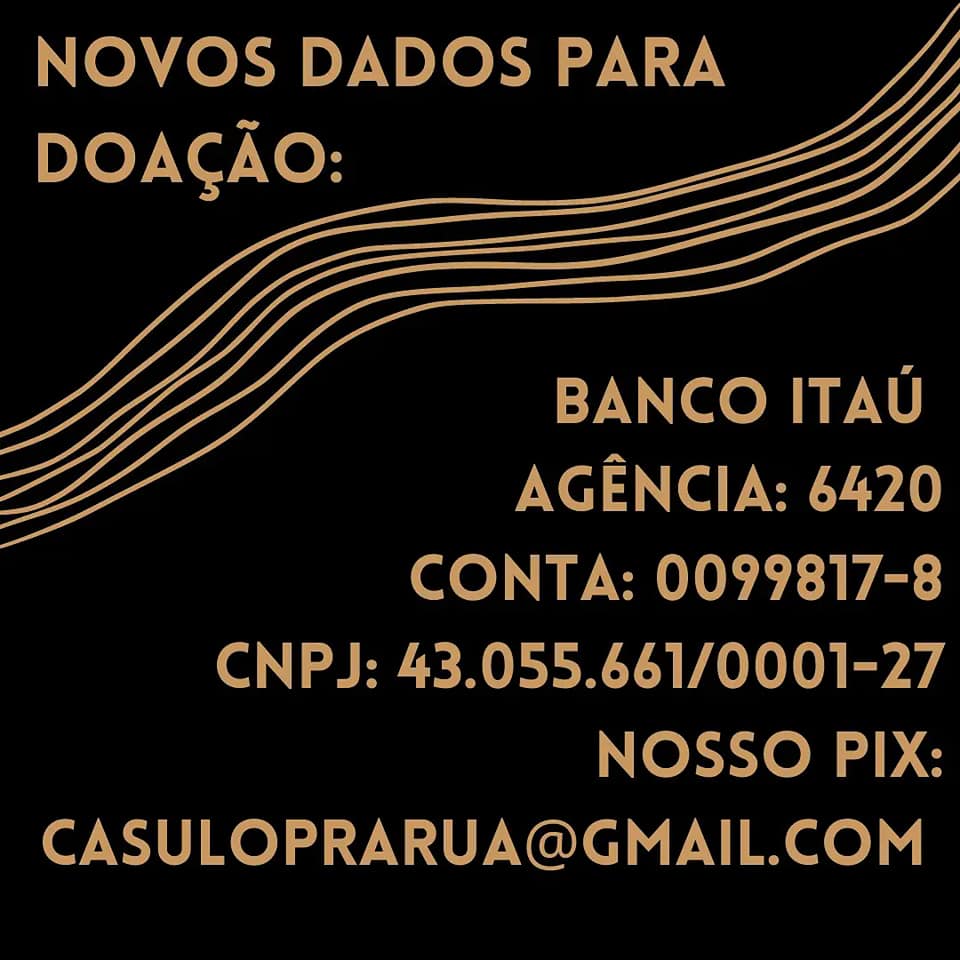 NOVOS DADOS PARA
DOAÇÃO:
BANCO ITAÚ
AGÊNCIA: 6420
CONTA: 0099817-8
CNPJ: 43.055.661/0001-27
NOSSO PIX:
CASULOPRARUA@GMAIL.COM